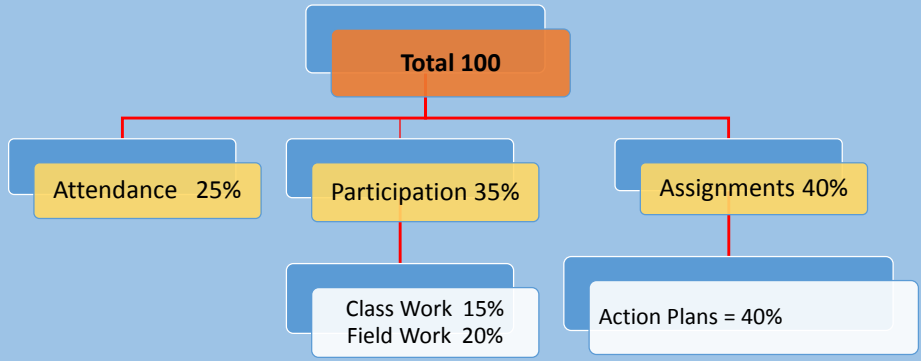 Total 100
Attendance 25%
Participation 35%
Assignments 40%
Class Work 15%
Field Work 20%
Action Plans = 40%